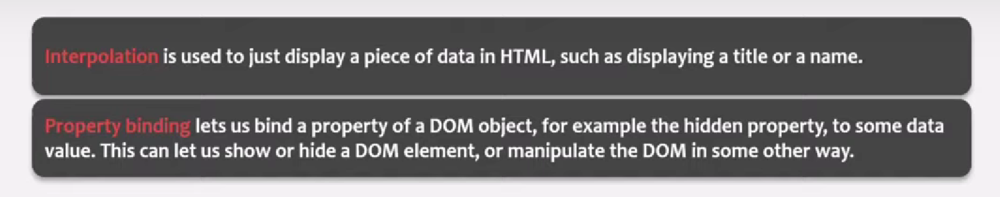 Interpolation is used to just display a piece of data in HTML, such as displaying a title or a name.
Property binding lets us bind a property of a DOM object, for example the hidden property, to some data
value. This can let us show or hide a DOM element, or manipulate the DOM in some other way.